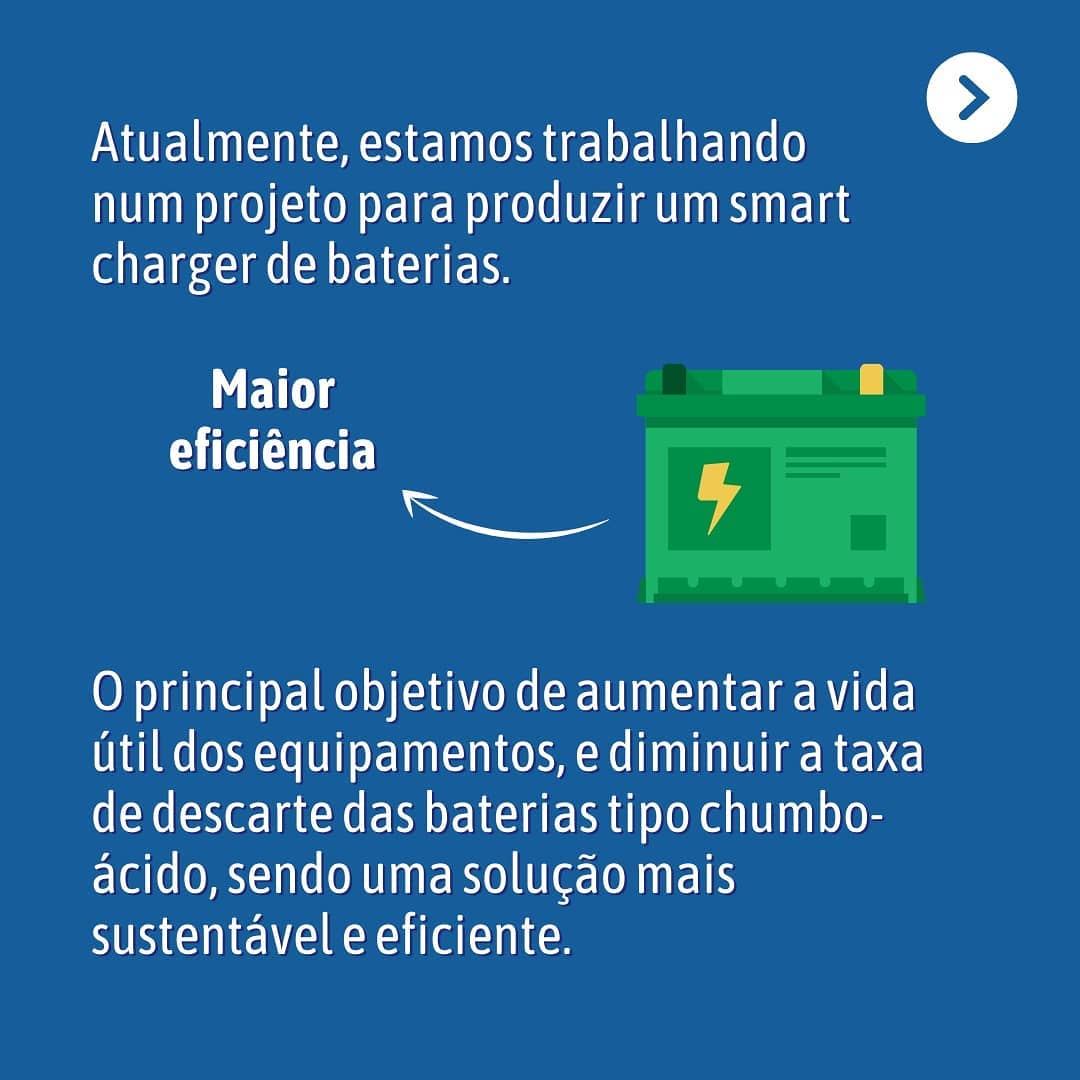 Atualmente, estamos trabalhando
num projeto para produzir um smart
charger de baterias.
Maior
eficiência
O principal objetivo de aumentar a vida
útil dos equipamentos, e diminuir a taxa
de descarte das baterias tipo chumbo-
ácido, sendo uma solução mais
sustentável e eficiente.